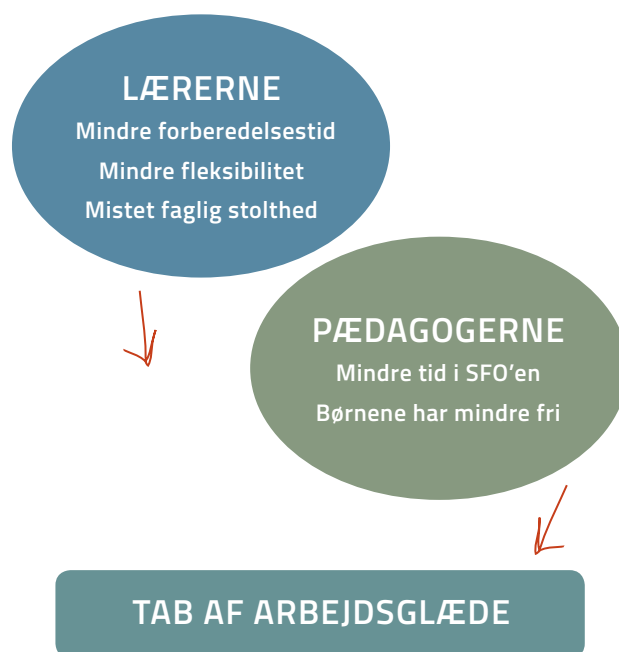 LÆRERNE
Mindre forberedelsestid
Mindre fleksibilitet
Mistet faglig stolthed
PÆDAGOGERNE
Mindre tid i SFO'en
Børnene har mindre fri
TAB AF ARBEJDSGLÆDE